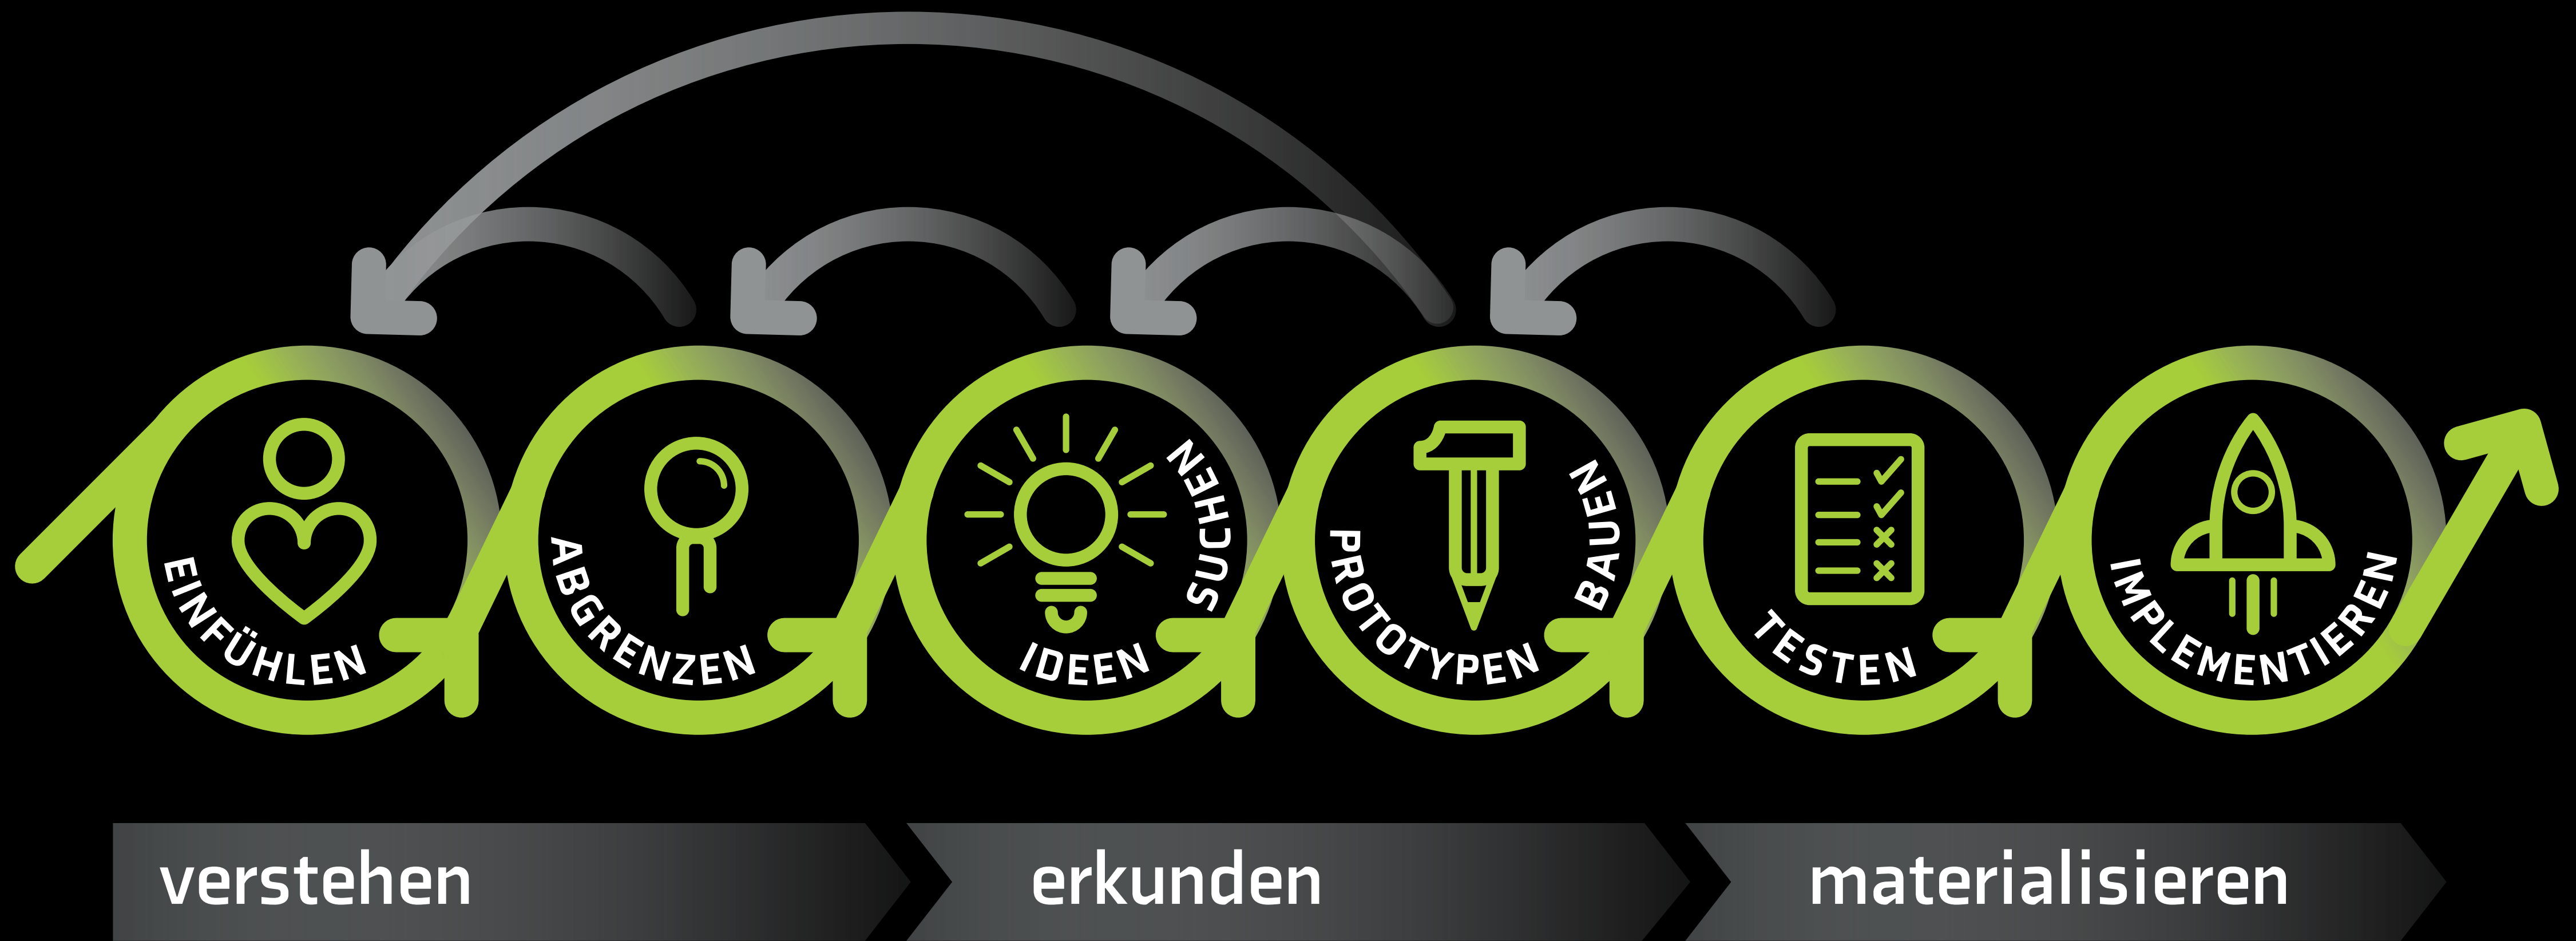 EINFÜHLEN
ABGRENZEN
IDEEN SUCHEN
PROTOTYPEN BAUEN
TESTEN
IMPLEMENTIEREN
verstehen
erkunden
materialisieren